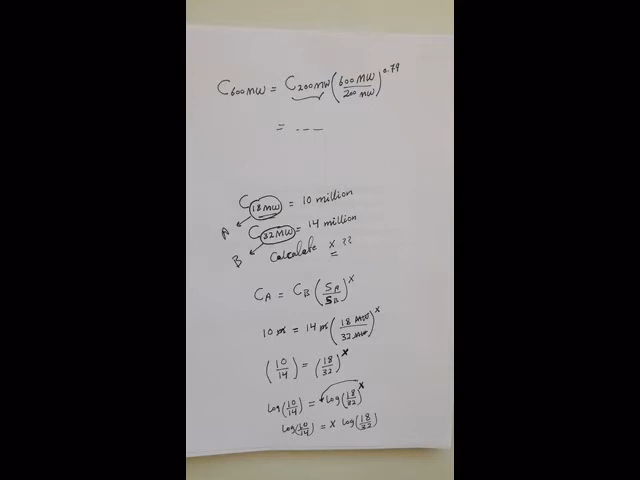 C600MW = C200MW (600 MW / 200 MW)^0.79
= ---
C18MW = 10 million
A
C32MW = 14 million
B
Calculate x ??
=
CA = CB (SA / SB)^x
10 m = 14 m (18 MW / 32 MW)^x
(10/14) = (18/32)^x
log(10/14) = log(18/32)^x
log(10/14) = x log(18/32)